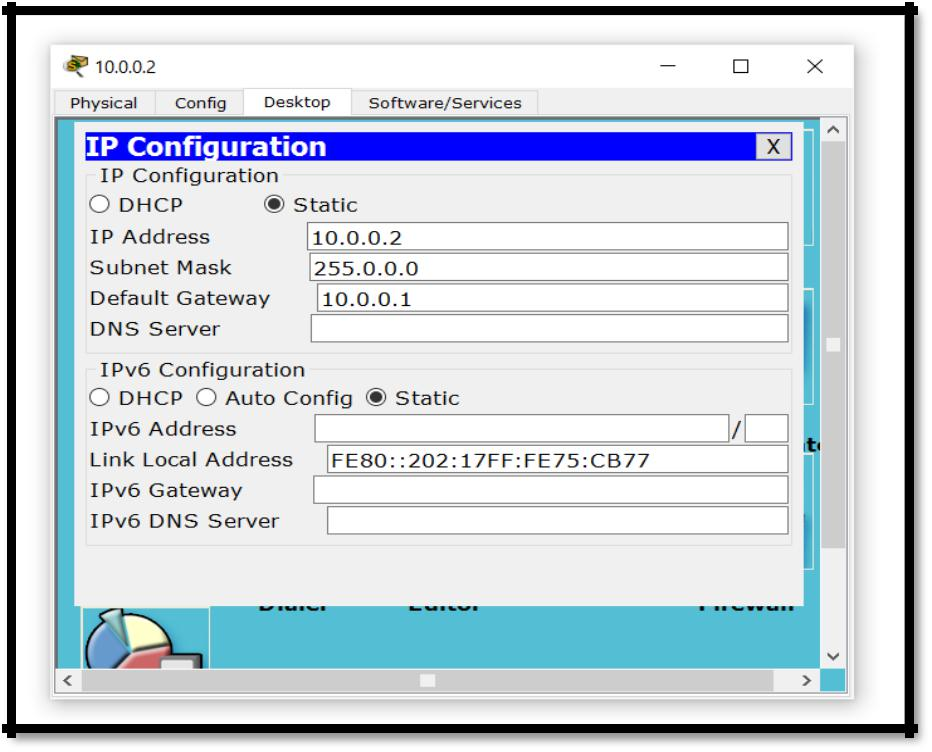 10.0.0.2
Physical Config Desktop Software/Services
IP Configuration X
IP Configuration
DHCP Static
IP Address 10.0.0.2
Subnet Mask 255.0.0.0
Default Gateway 10.0.0.1
DNS Server
IPv6 Configuration
DHCP Auto Config Static
IPv6 Address /
Link Local Address FE80::202:17FF:FE75:CB77
IPv6 Gateway
IPv6 DNS Server
Dialer Editor Firewall